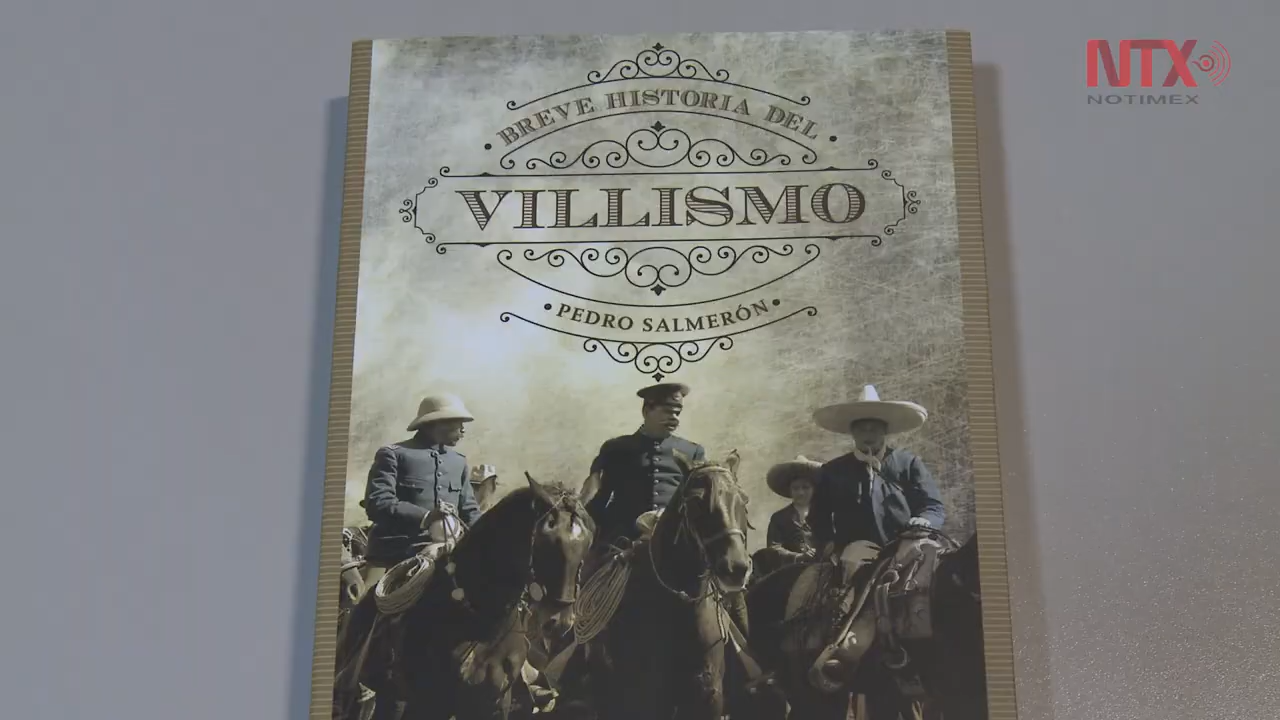 NTX
NOTIMEX
BREVE HISTORIA DEL
VILLISMO
PEDRO SALMERÓN